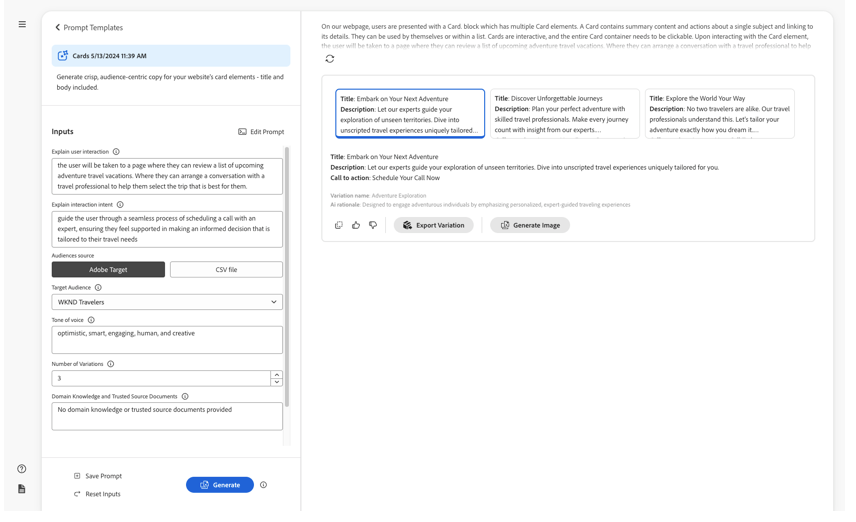 Prompt Templates
Cards 5/13/2024 11:39 AM
Generate crisp, audience-centric copy for your website's card elements - title and
body included.
Inputs
Edit Prompt
Explain user interaction
the user will be taken to a page where they can review a list of upcoming
adventure travel vacations. Where they can arrange a conversation with a
travel professional to help them select the trip that is best for them.
Explain interaction intent
guide the user through a seamless process of scheduling a call with an
expert, ensuring they feel supported in making an informed decision that is
tailored to their travel needs
Audiences source
Adobe Target
CSV file
Target Audience
WKND Travelers
Tone of voice
optimistic, smart, engaging, human, and creative
Number of Variations
3
Domain Knowledge and Trusted Source Documents
No domain knowledge or trusted source documents provided
Save Prompt
Reset Inputs
Generate
On our webpage, users are presented with a Card. block which has multiple Card elements. A Card contains summary content and actions about a single subject and linking to
its details. They can be used by themselves or within a list. Cards are interactive, and the entire Card container needs to be clickable. Upon interacting with the Card element,
the user will be taken to a page where they can review a list of upcoming adventure travel vacations. Where they can arrange a conversation with a travel professional to help
Title: Embark on Your Next Adventure
Description: Let our experts guide your
exploration of unseen territories. Dive into
unscripted travel experiences uniquely tailored...
Title: Discover Unforgettable Journeys
Description: Plan your perfect adventure with
skilled travel professionals. Make every journey
count with insight from our experts....
Title: Explore the World Your Way
Description: No two travelers are alike. Our travel
professionals understand this. Let's tailor your
adventure exactly how you dream it....
Title: Embark on Your Next Adventure
Description: Let our experts guide your exploration of unseen territories. Dive into unscripted travel experiences uniquely tailored for you.
Call to action: Schedule Your Call Now
Variation name: Adventure Exploration
Ai rationale: Designed to engage adventurous individuals by emphasizing personalized, expert-guided traveling experiences
Export Variation
Generate Image